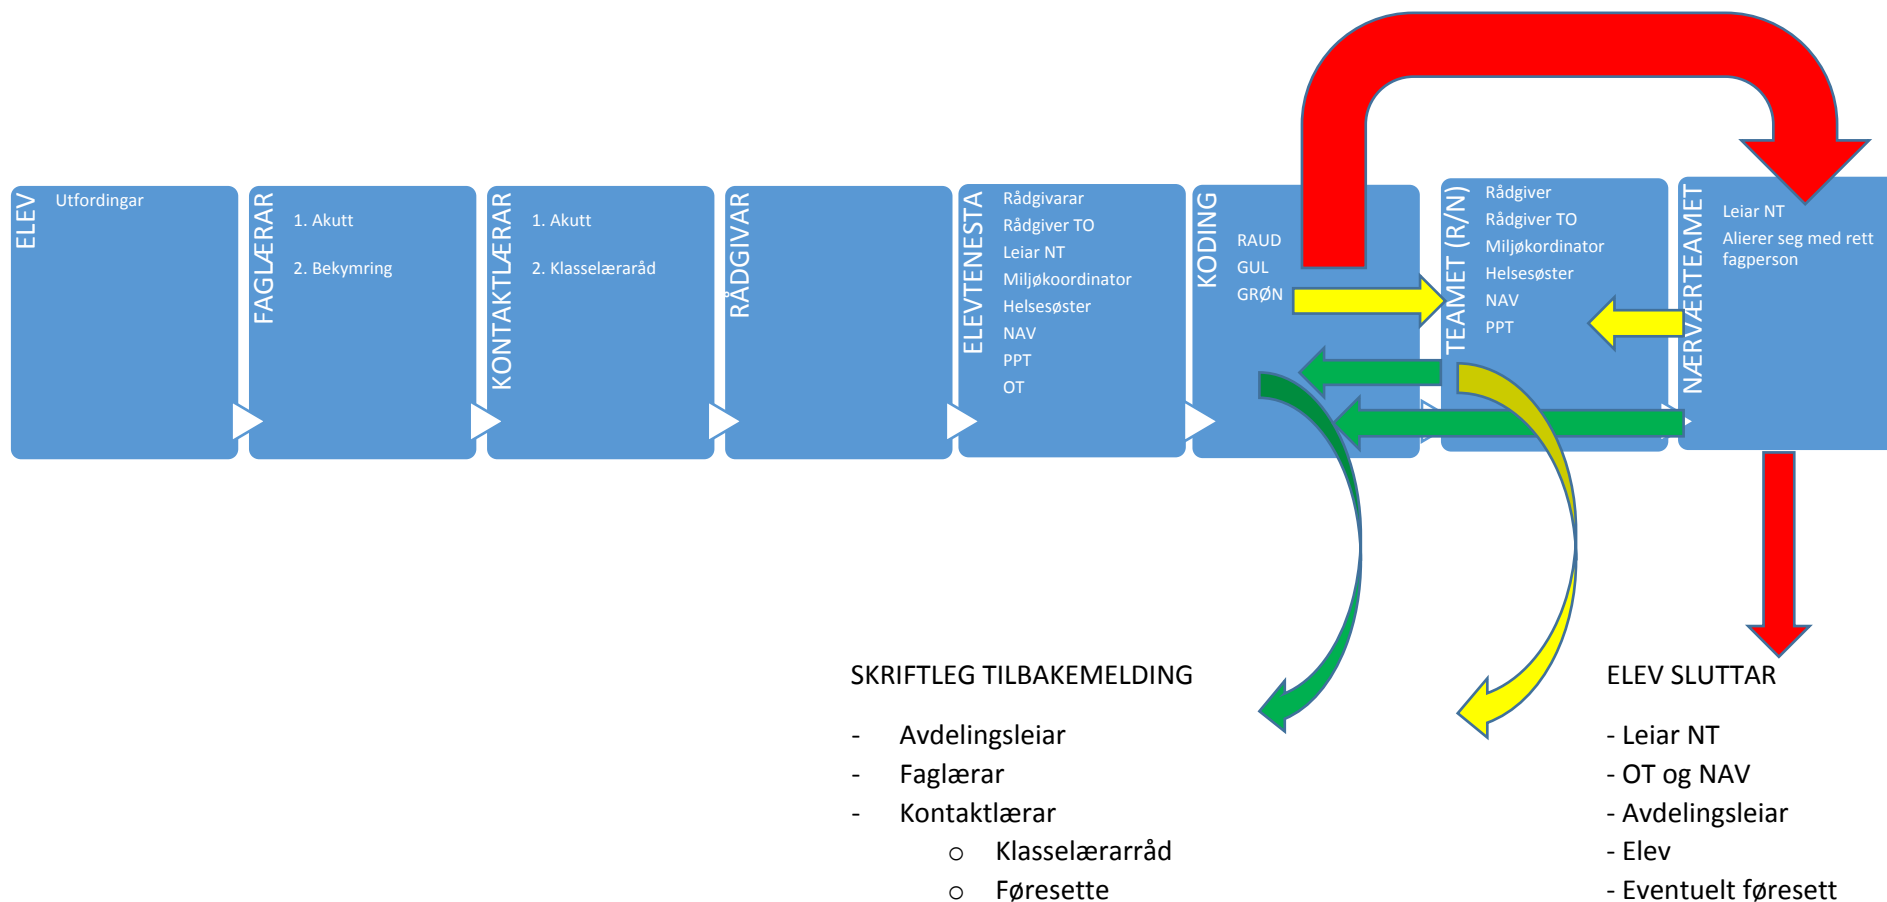 ELEV
Utfordingar
FAGLÆRAR
1. Akutt
2. Bekymring
KONTAKTLÆRAR
1. Akutt
2. Klasselæraråd
RÅDGIVAR
ELEVTENESTA
Rådgivarar
Rådgiver TO
Leiar NT
Miljøkoordinator
Helsesøster
NAV
PPT
OT
KODING
RAUD
GUL
GRØN
TEAMET (R/N)
Rådgiver
Rådgiver TO
Miljøkordinator
Helsesøster
NAV
PPT
NÆRVÆRTEAMET
Leiar NT
Alierer seg med rett
fagperson
SKRIFTLEG TILBAKEMELDING
- Avdelingsleiar
- Faglærar
- Kontaktlærar
o Klasselærarråd
o Føresette
ELEV SLUTTAR
- Leiar NT
- OT og NAV
- Avdelingsleiar
- Elev
- Eventuelt føresett